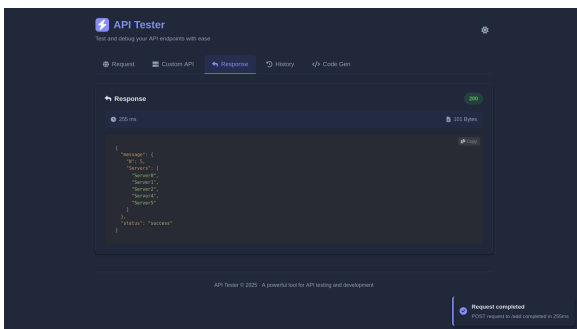 API Tester
Test and debug your API endpoints with ease
Request
Custom API
Response
History
</> Code Gen
Response
200
255 ms
101 Bytes
Copy
{
"message": {
"N": 5,
"Servers": [
"Server0",
"Server1",
"Server2",
"Server4",
"Server5"
]
},
"status": "success"
}
API Tester © 2025 · A powerful tool for API testing and development
Request completed
POST request to /add completed in 255ms